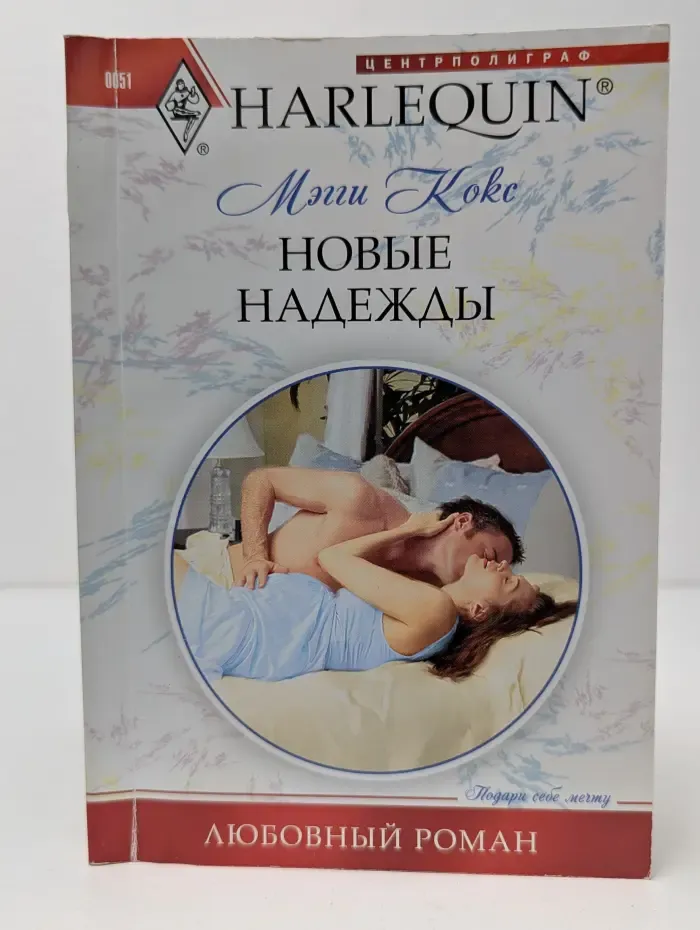 ЦЕНТРПОЛИГРАФ
0051
HARLEQUIN®
®
Мэгги Кокс
НОВЫЕ
НАДЕЖДЫ
Подари себе мечту
ЛЮБОВНЫЙ РОМАН